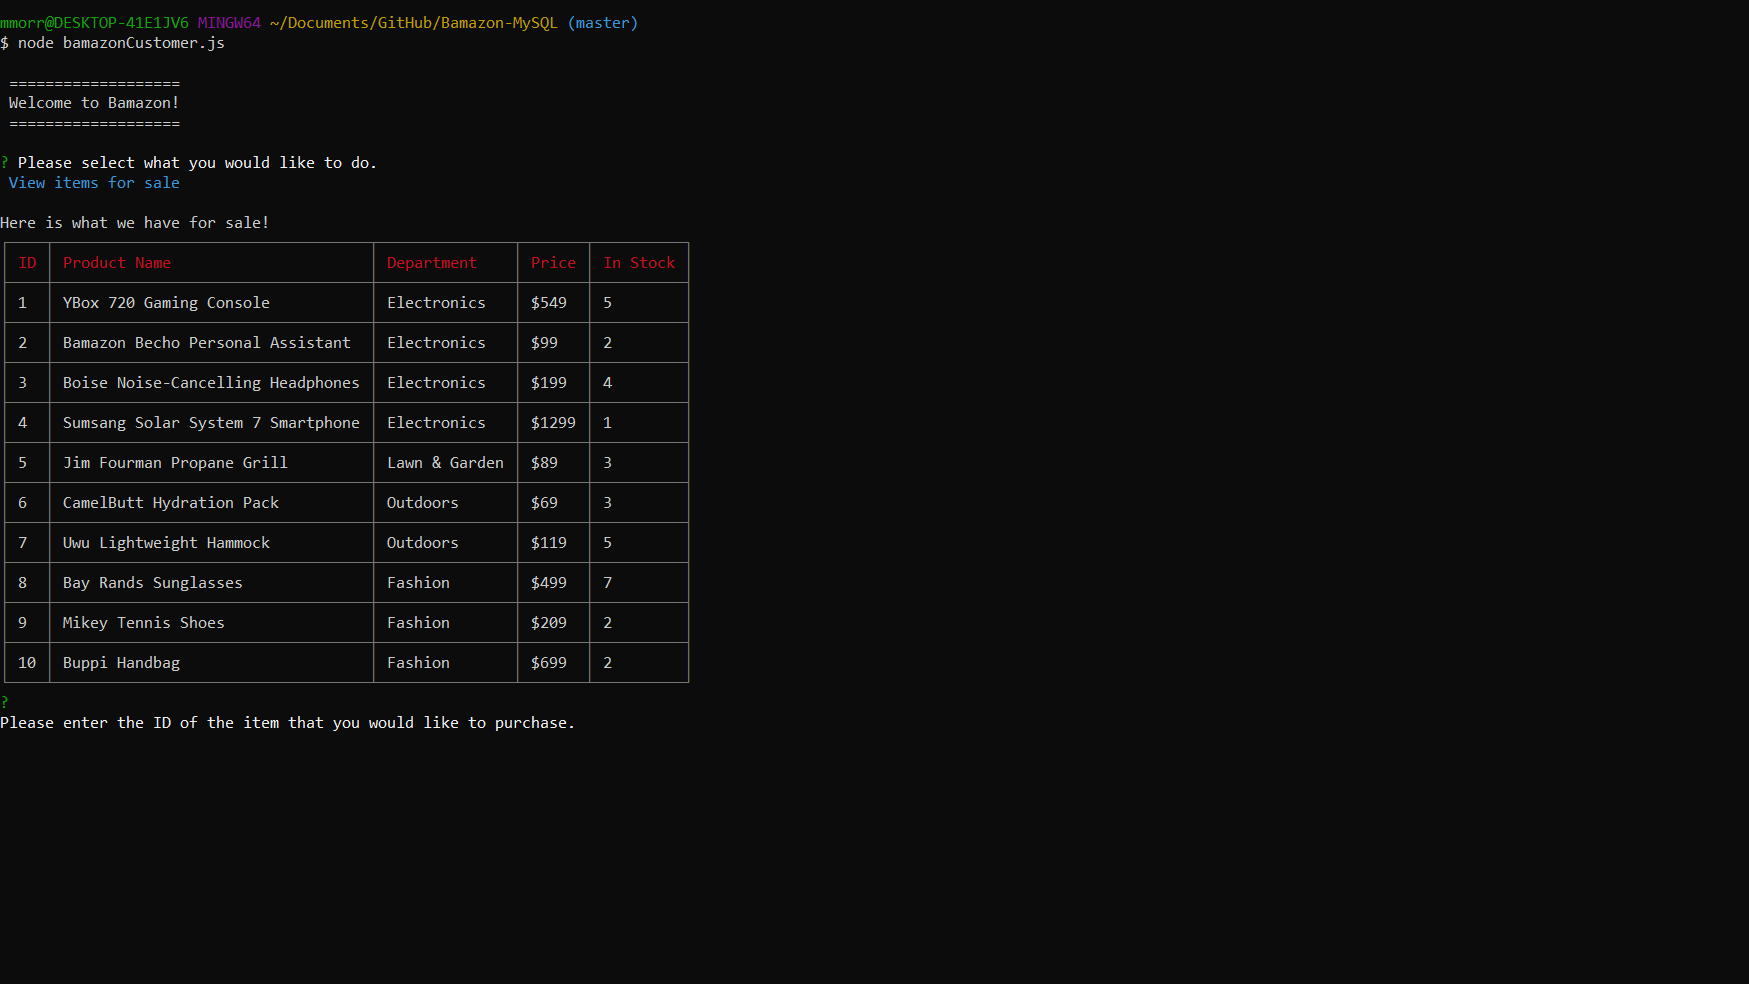 mmorr@DESKTOP-41E1JV6 MINGW64 ~/Documents/GitHub/Bamazon-MySQL (master)
$ node bamazonCustomer.js
===================
Welcome to Bamazon!
===================
? Please select what you would like to do.
View items for sale
Here is what we have for sale!
ID Product Name Department Price In Stock
1 YBox 720 Gaming Console Electronics $549 5
2 Bamazon Becho Personal Assistant Electronics $99 2
3 Boise Noise-Cancelling Headphones Electronics $199 4
4 Sumsang Solar System 7 Smartphone Electronics $1299 1
5 Jim Fourman Propane Grill Lawn & Garden $89 3
6 CamelButt Hydration Pack Outdoors $69 3
7 Uwu Lightweight Hammock Outdoors $119 5
8 Bay Rands Sunglasses Fashion $499 7
9 Mikey Tennis Shoes Fashion $209 2
10 Buppi Handbag Fashion $699 2
?
Please enter the ID of the item that you would like to purchase.